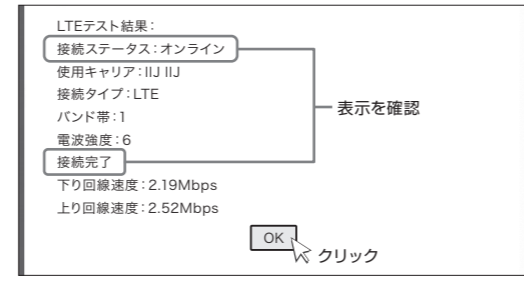 LTEテスト結果：
接続ステータス：オンライン
使用キャリア：IIJ IIJ
接続タイプ：LTE
バンド帯：1
電波強度：6
接続完了
下り回線速度：2.19Mbps
上り回線速度：2.52Mbps
表示を確認
OK
クリック